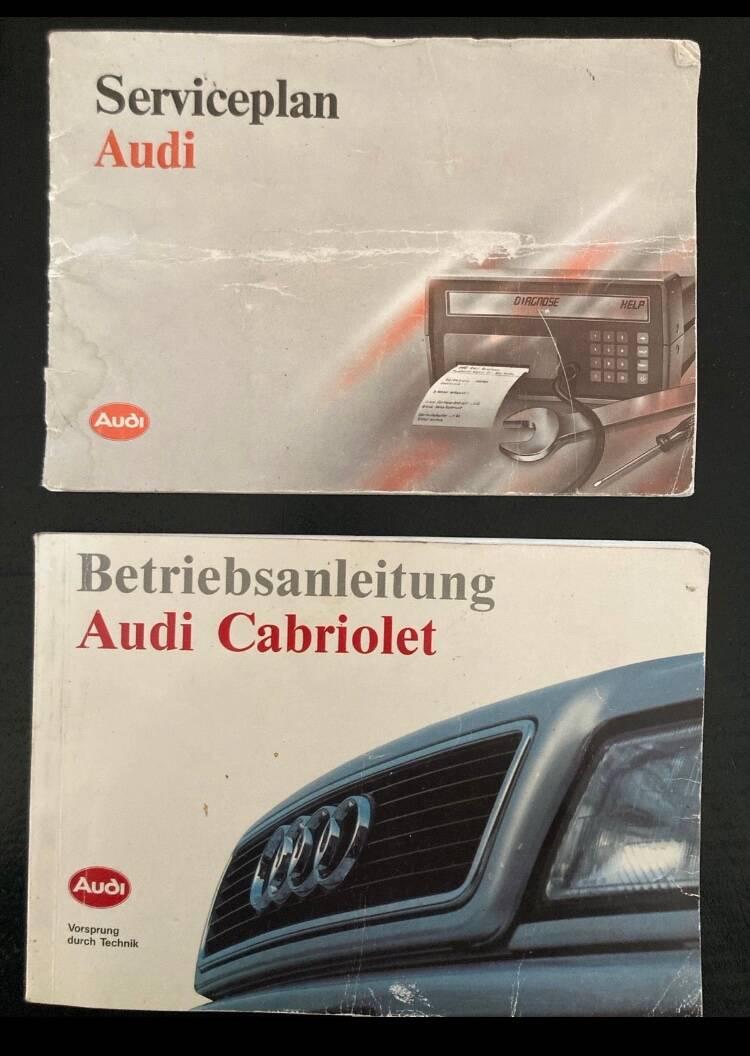 Serviceplan
Audi
DIAGNOSE HELP
Audi
Betriebsanleitung
Audi Cabriolet
Audi
Vorsprung
durch Technik